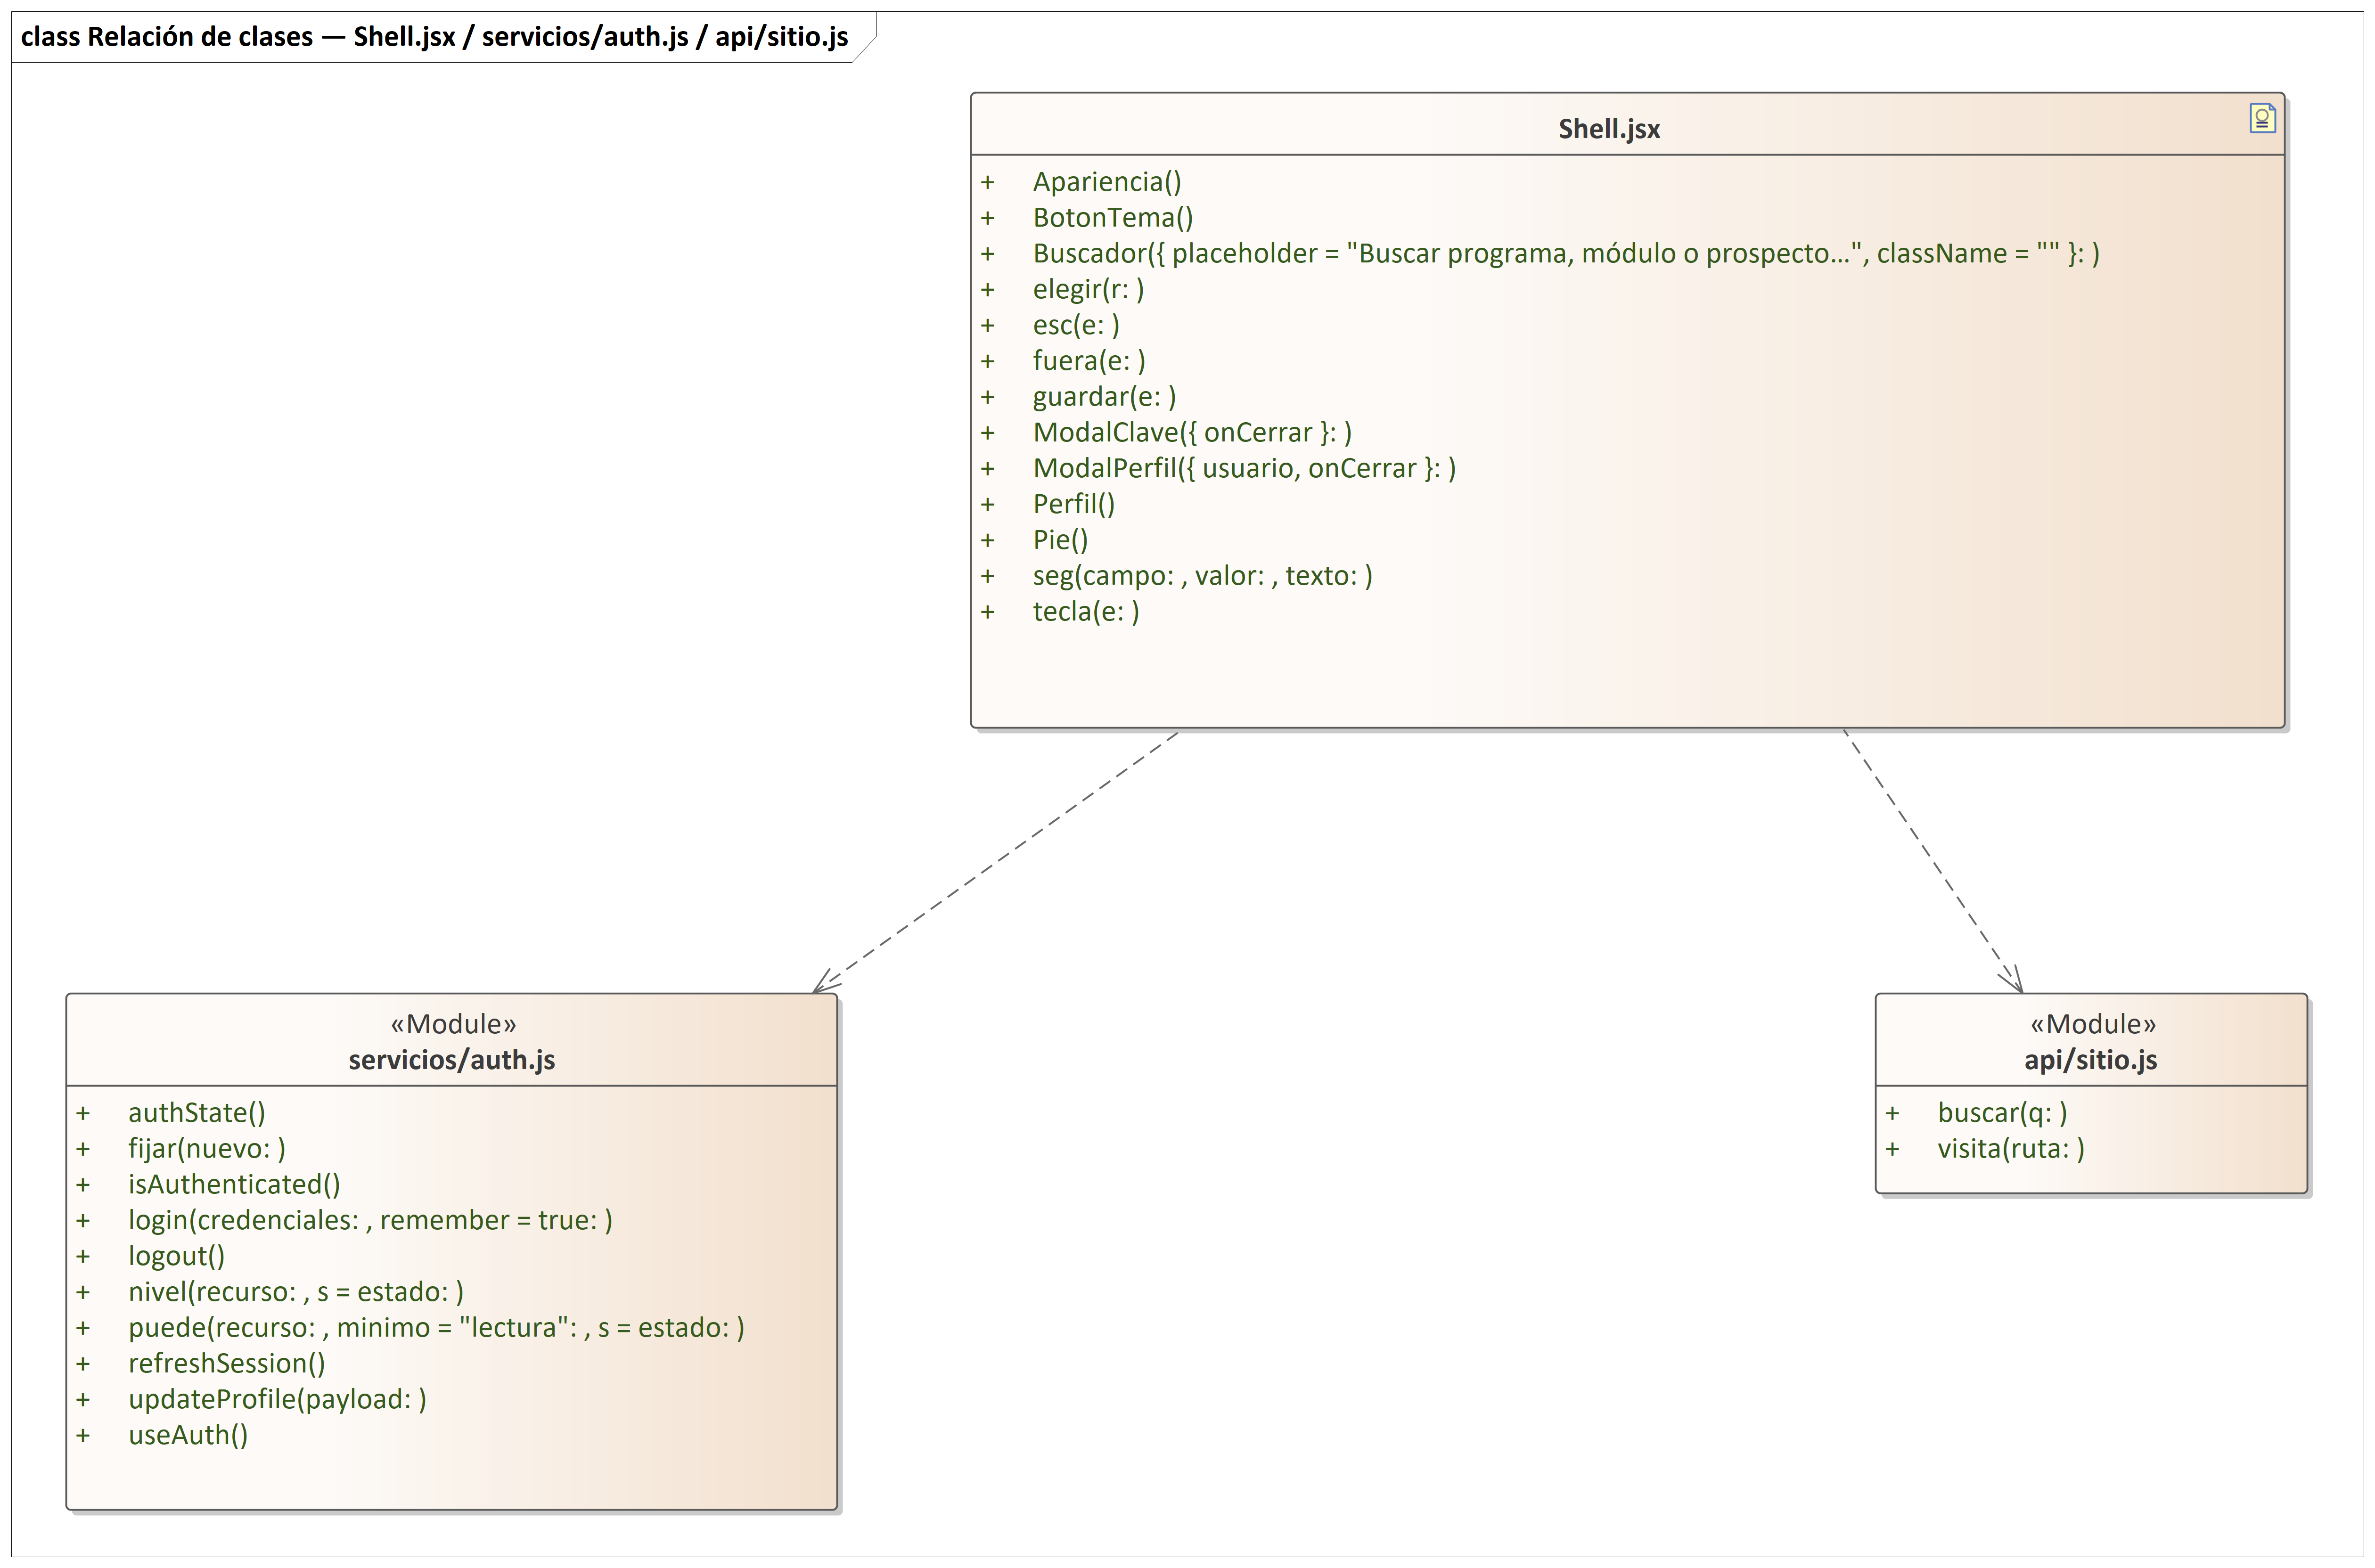 class Relación de clases — Shell.jsx / servicios/auth.js / api/sitio.js
Shell.jsx
+ Apariencia()
+ BotonTema()
+ Buscador({ placeholder = "Buscar programa, módulo o prospecto...", className = "" }: )
+ elegir(r: )
+ esc(e: )
+ fuera(e: )
+ guardar(e: )
+ ModalClave({ onCerrar }: )
+ ModalPerfil({ usuario, onCerrar }: )
+ Perfil()
+ Pie()
+ seg(campo: , valor: , texto: )
+ tecla(e: )
«Module»
servicios/auth.js
+ authState()
+ fijar(nuevo: )
+ isAuthenticated()
+ login(credenciales: , remember = true: )
+ logout()
+ nivel(recurso: , s = estado: )
+ puede(recurso: , minimo = "lectura": , s = estado: )
+ refreshSession()
+ updateProfile(payload: )
+ useAuth()
«Module»
api/sitio.js
+ buscar(q: )
+ visita(ruta: )